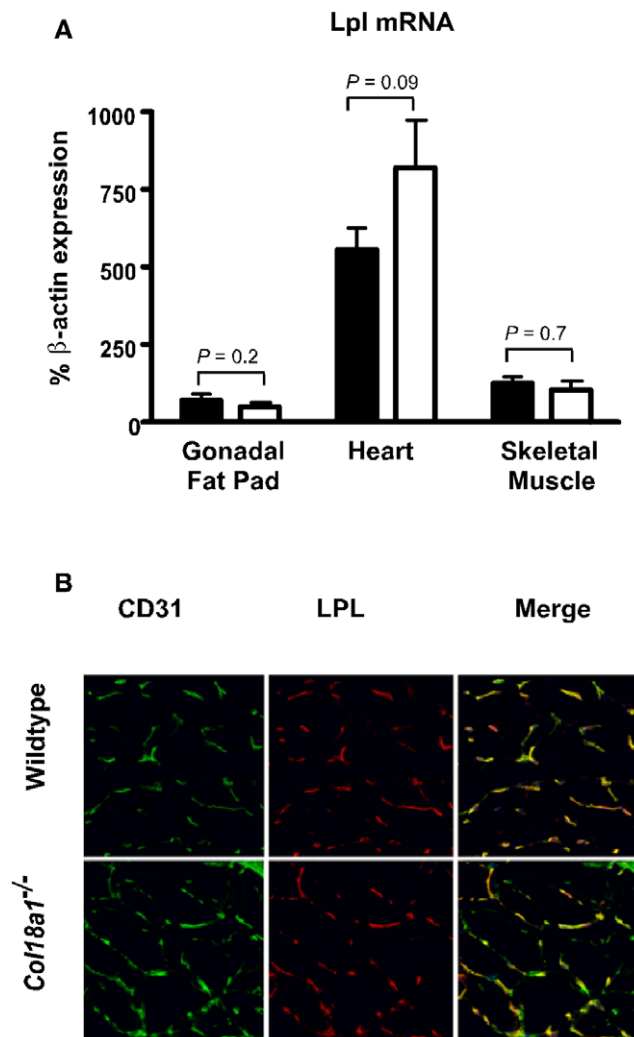 A
Lpl mRNA
P = 0.09
1000
750
500
250
0
% β-actin expression
P = 0.2
P = 0.7
Gonadal
Fat Pad
Heart
Skeletal
Muscle
B
CD31
LPL
Merge
Wildtype
Col18a1-/-